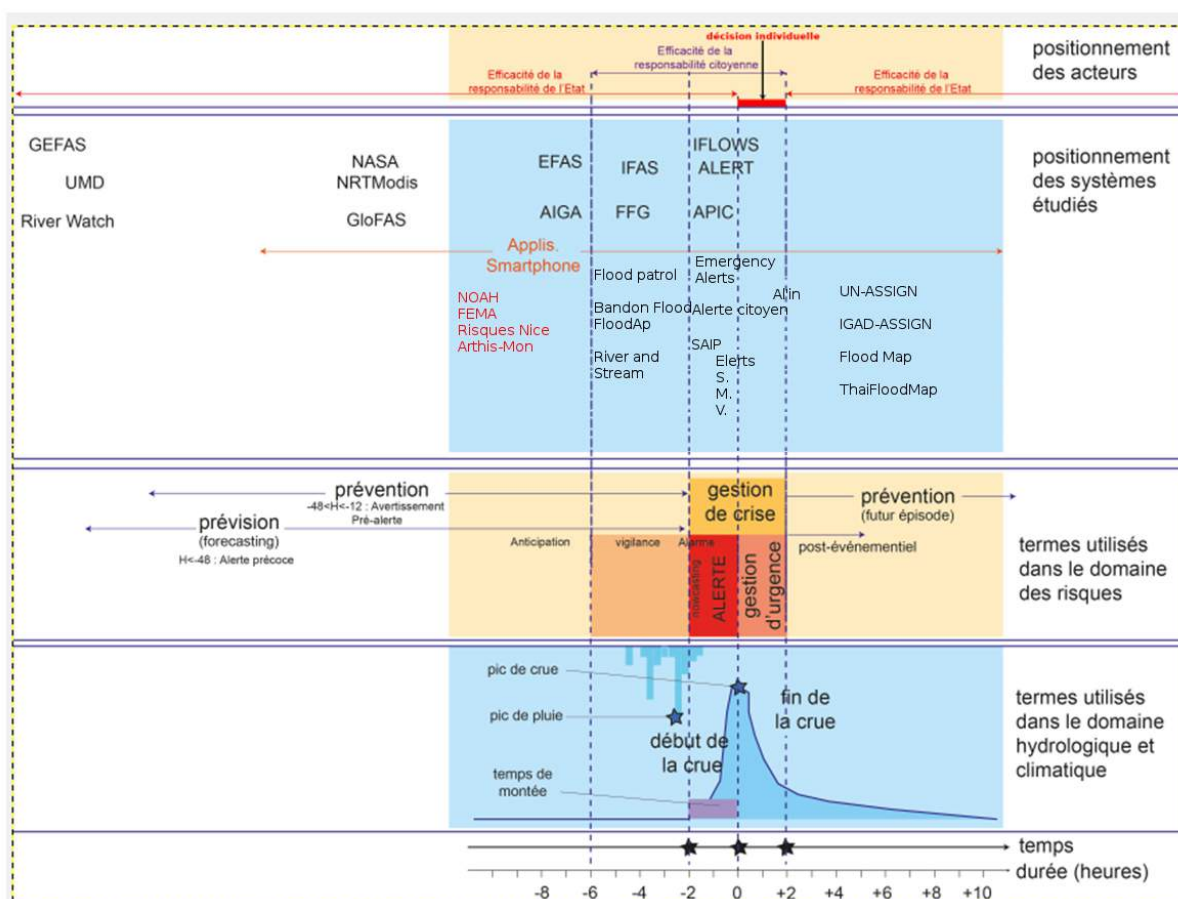 décision individuelle
Efficacité de la
responsabilité citoyenne
Efficacité de la
responsabilité de l'Etat
Efficacité de la
responsabilité de l'Etat
positionnement
des acteurs
GEFAS
UMD
River Watch
NASA
NRTModis
GloFAS
EFAS
AIGA
IFAS
FFG
IFLOWS
ALERT
APIC
positionnement
des systèmes
étudiés
Applis.
Smartphone
NOAH
FEMA
Risques Nice
Arthis-Mon
Flood patrol
Bandon Flood
FloodAp
River and
Stream
Emergency
Alerts
Alerte citoyen
SAIP
Elerts
S.
M.
V.
Al'in
UN-ASSIGN
IGAD-ASSIGN
Flood Map
ThaiFloodMap
prévention
-48<H<-12 : Avertissement
Pré-alerte
prévision
(forecasting)
H<-48 : Alerte précoce
Anticipation
vigilance
Alarme
gestion
de crise
nowcasting
ALERTE
gestion
d'urgence
prévention
(futur épisode)
post-événementiel
termes utilisés
dans le domaine
des risques
pic de crue
pic de pluie
début de
la crue
temps de
montée
fin de
la crue
termes utilisés
dans le domaine
hydrologique et
climatique
temps
durée (heures)
-8 -6 -4 -2 0 +2 +4 +6 +8 +10